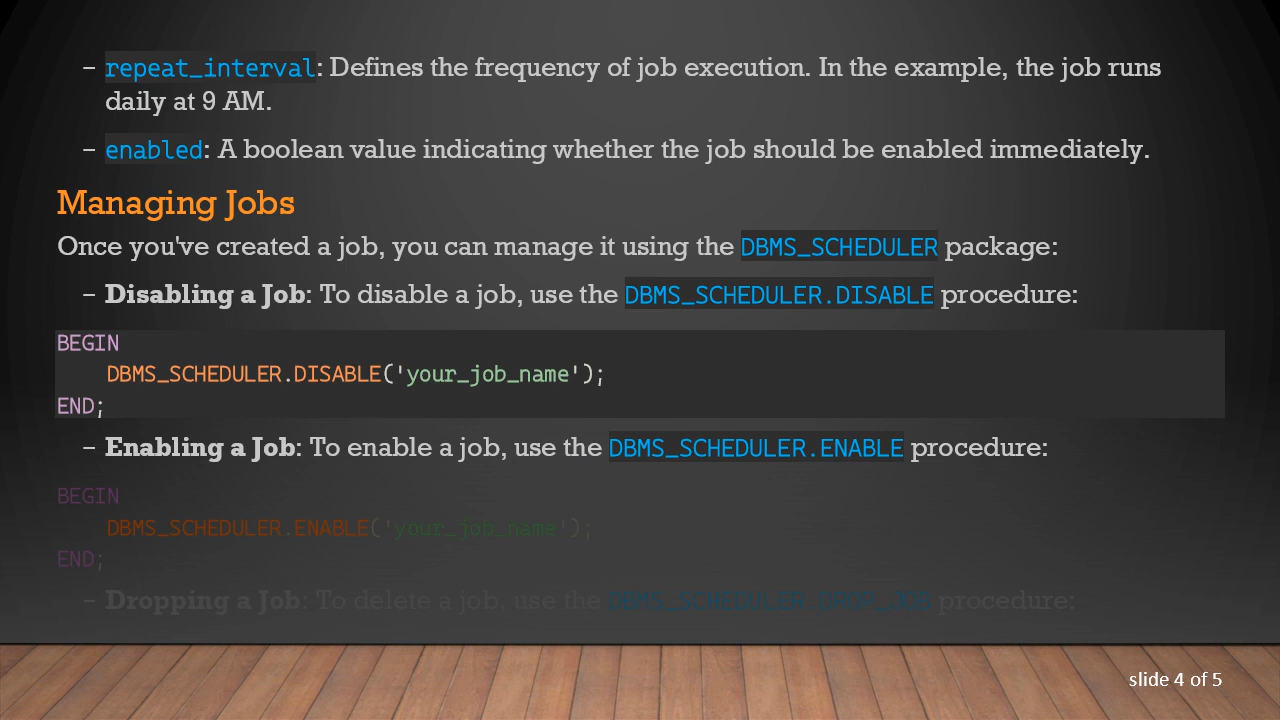 – repeat_interval: Defines the frequency of job execution. In the example, the job runs
daily at 9 AM.
– enabled: A boolean value indicating whether the job should be enabled immediately.
Managing Jobs
Once you've created a job, you can manage it using the DBMS_SCHEDULER package:
– Disabling a Job: To disable a job, use the DBMS_SCHEDULER.DISABLE procedure:
BEGIN
    DBMS_SCHEDULER.DISABLE('your_job_name');
END;
– Enabling a Job: To enable a job, use the DBMS_SCHEDULER.ENABLE procedure:
BEGIN
    DBMS_SCHEDULER.ENABLE('your_job_name');
END;
– Dropping a Job: To delete a job, use the DBMS_SCHEDULER.DROP_JOB procedure:
slide 4 of 5